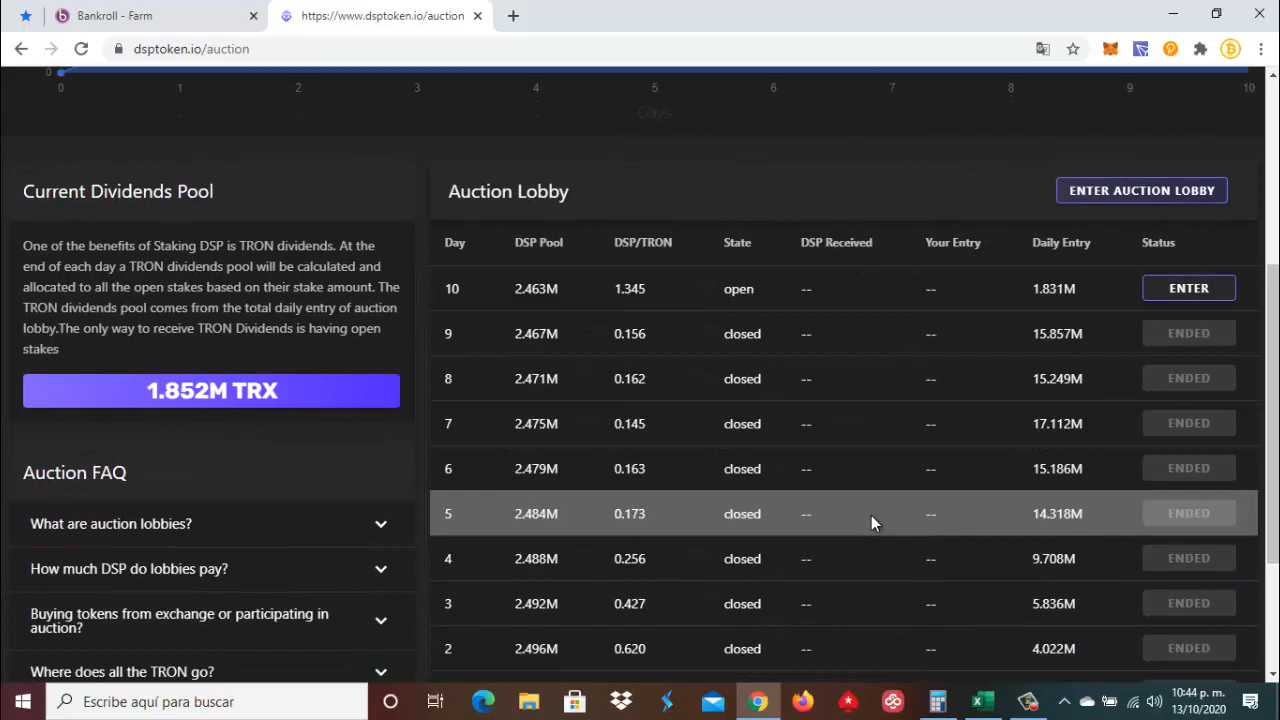 Bankroll - Farm
https://www.dsptoken.io/auction
dsptoken.io/auction
0
0 1 2 3 4 5 6 7 8 9 10
Days
Current Dividends Pool
One of the benefits of Staking DSP is TRON dividends. At the
end of each day a TRON dividends pool will be calculated and
allocated to all the open stakes based on their stake amount. The
TRON dividends pool comes from the total daily entry of auction
lobby.The only way to receive TRON Dividends is having open
stakes
1.852M TRX
Auction FAQ
What are auction lobbies?
How much DSP do lobbies pay?
Buying tokens from exchange or participating in
auction?
Where does all the TRON go?
Auction Lobby
ENTER AUCTION LOBBY
Day DSP Pool DSP/TRON State DSP Received Your Entry Daily Entry Status
10 2.463M 1.345 open -- -- 1.831M ENTER
9 2.467M 0.156 closed -- -- 15.857M ENDED
8 2.471M 0.162 closed -- -- 15.249M ENDED
7 2.475M 0.145 closed -- -- 17.112M ENDED
6 2.479M 0.163 closed -- -- 15.186M ENDED
5 2.484M 0.173 closed -- -- 14.318M ENDED
4 2.488M 0.256 closed -- -- 9.708M ENDED
3 2.492M 0.427 closed -- -- 5.836M ENDED
2 2.496M 0.620 closed -- -- 4.022M ENDED
Escribe aquí para buscar
10:44 p. m.
13/10/2020